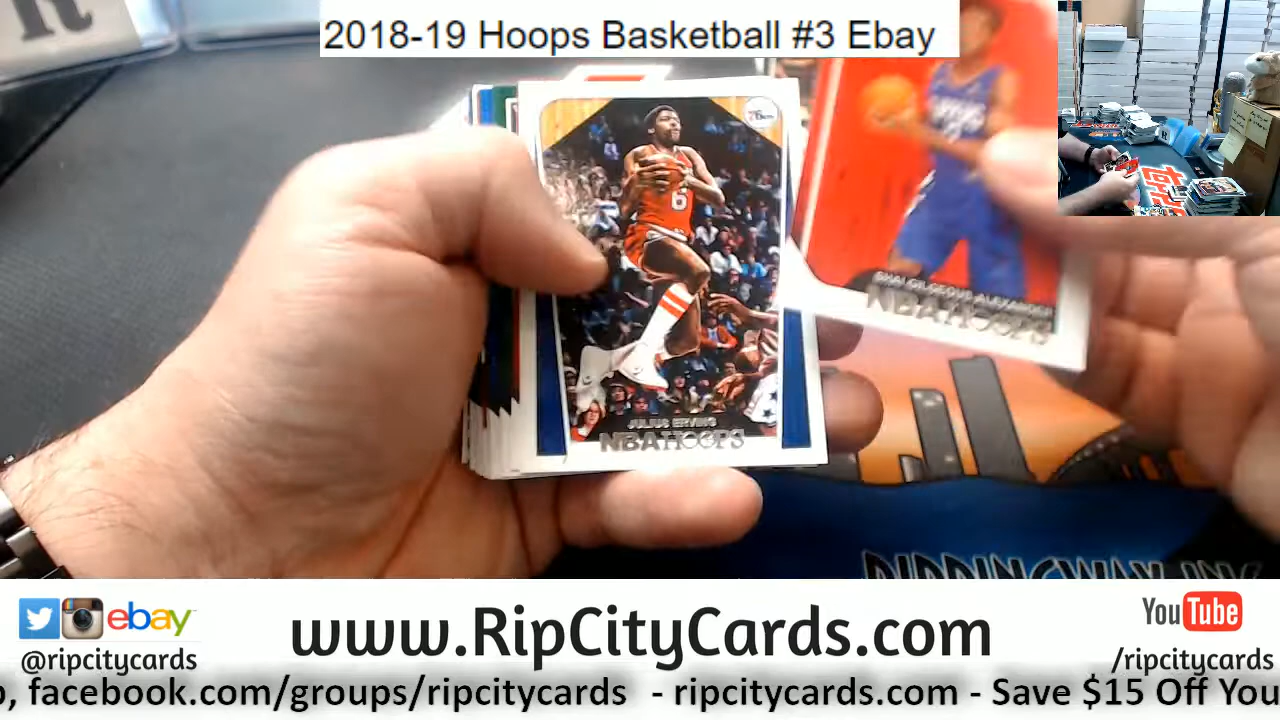 2018-19 Hoops Basketball #3 Ebay
6
JULIUS ERVING
NBA HOOPS
SHAI GILGEOUS-ALEXANDER
NBA HOOPS
ebay
@ripcitycards
www.RipCityCards.com
YouTube
/ripcitycards
, facebook.com/groups/ripcitycards - ripcitycards.com - Save $15 Off You